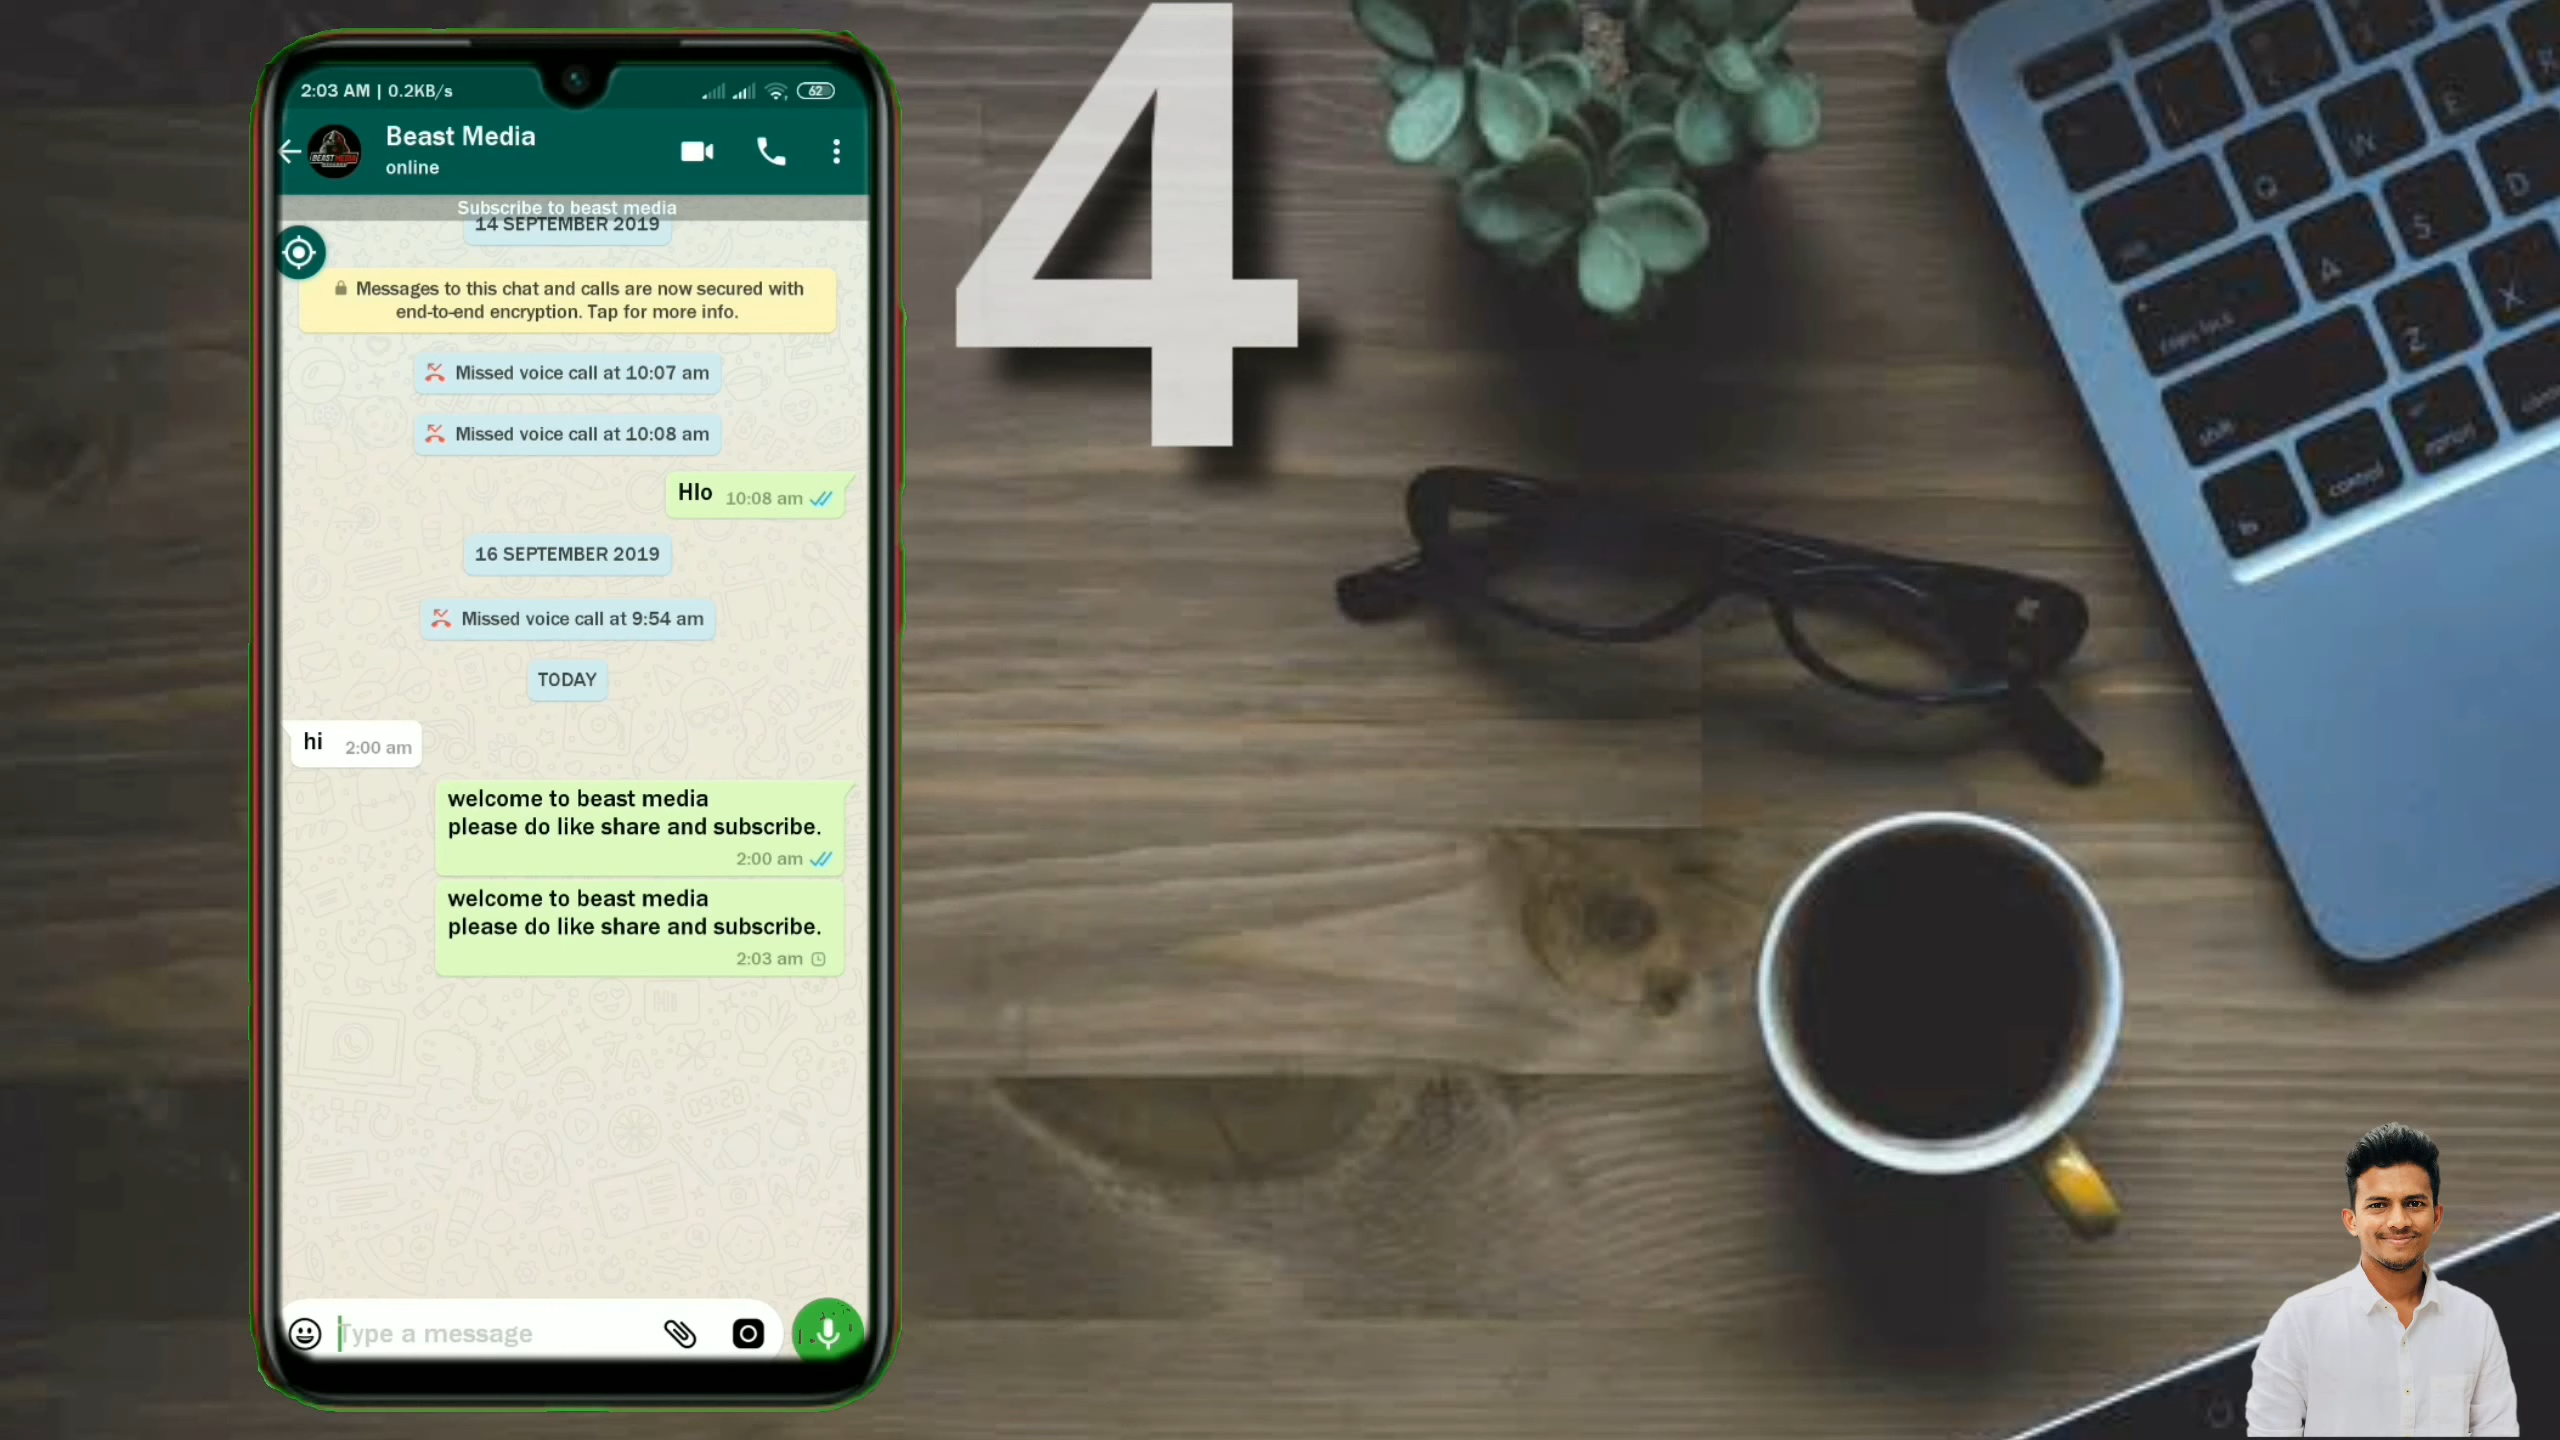 4
2:03 AM | 0.2KB/s
62
Beast Media
online
Subscribe to beast media
14 SEPTEMBER 2019
Messages to this chat and calls are now secured with
end-to-end encryption. Tap for more info.
Missed voice call at 10:07 am
Missed voice call at 10:08 am
Hlo 10:08 am
16 SEPTEMBER 2019
Missed voice call at 9:54 am
TODAY
hi 2:00 am
welcome to beast media
please do like share and subscribe.
2:00 am
welcome to beast media
please do like share and subscribe.
2:03 am
Type a message
Q
W
E
A
S
D
Z
X
shift
fn
control
option